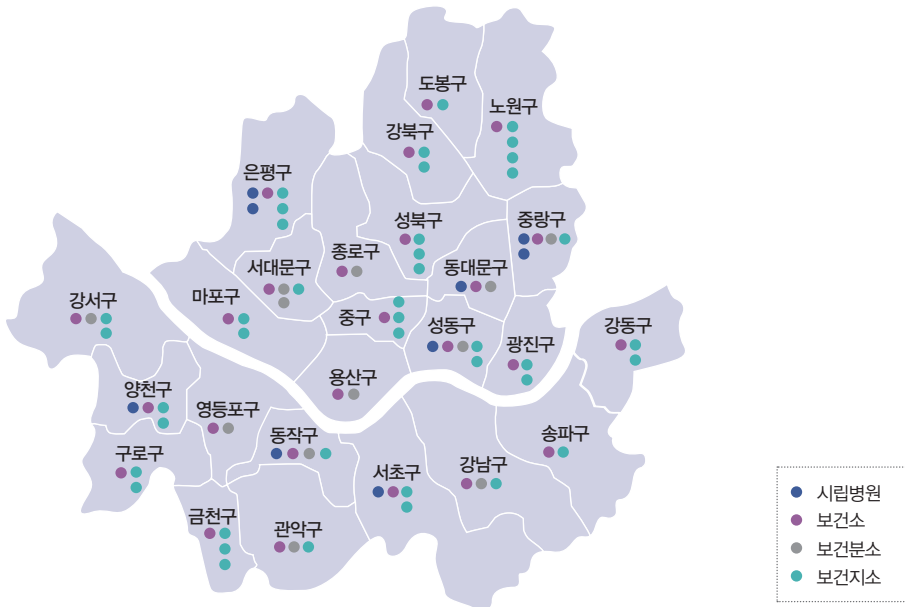 도봉구
노원구
강북구
은평구
성북구
중랑구
종로구
서대문구
동대문구
마포구
강서구
중구
성동구
강동구
광진구
용산구
양천구
영등포구
동작구
송파구
구로구
서초구
강남구
금천구
관악구
시립병원
보건소
보건분소
보건지소